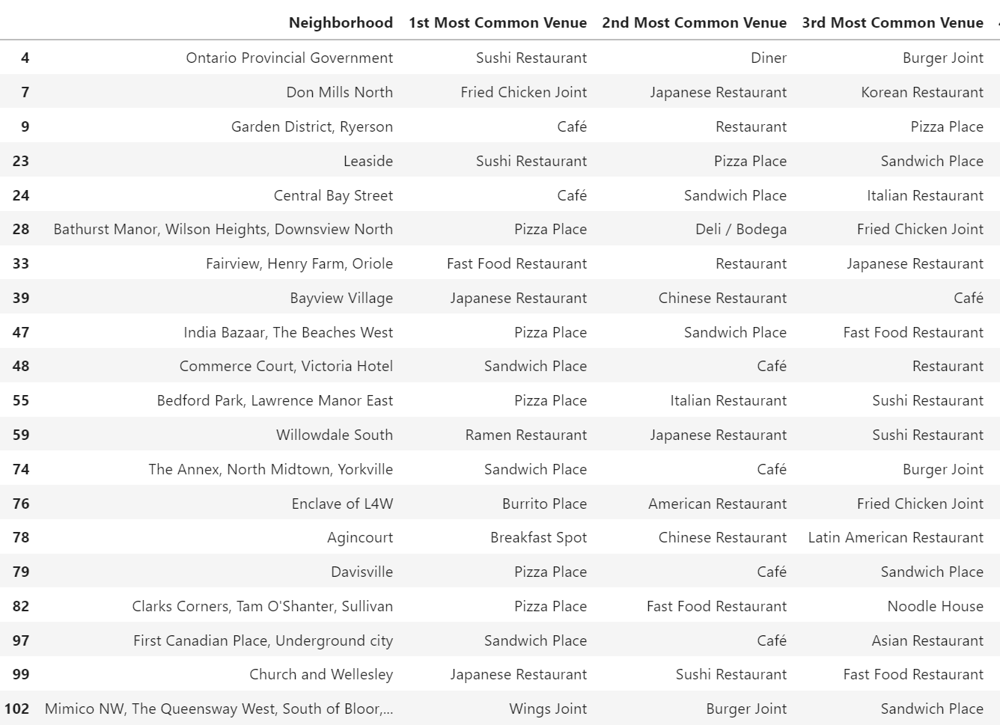 Neighborhood 1st Most Common Venue 2nd Most Common Venue 3rd Most Common Venue
4 Ontario Provincial Government Sushi Restaurant Diner Burger Joint
7 Don Mills North Fried Chicken Joint Japanese Restaurant Korean Restaurant
9 Garden District, Ryerson Café Restaurant Pizza Place
23 Leaside Sushi Restaurant Pizza Place Sandwich Place
24 Central Bay Street Café Sandwich Place Italian Restaurant
28 Bathurst Manor, Wilson Heights, Downsview North Pizza Place Deli / Bodega Fried Chicken Joint
33 Fairview, Henry Farm, Oriole Fast Food Restaurant Restaurant Japanese Restaurant
39 Bayview Village Japanese Restaurant Chinese Restaurant Café
47 India Bazaar, The Beaches West Pizza Place Sandwich Place Fast Food Restaurant
48 Commerce Court, Victoria Hotel Sandwich Place Café Restaurant
55 Bedford Park, Lawrence Manor East Pizza Place Italian Restaurant Sushi Restaurant
59 Willowdale South Ramen Restaurant Japanese Restaurant Sushi Restaurant
74 The Annex, North Midtown, Yorkville Sandwich Place Café Burger Joint
76 Enclave of L4W Burrito Place American Restaurant Fried Chicken Joint
78 Agincourt Breakfast Spot Chinese Restaurant Latin American Restaurant
79 Davisville Pizza Place Café Sandwich Place
82 Clarks Corners, Tam O'Shanter, Sullivan Pizza Place Fast Food Restaurant Noodle House
97 First Canadian Place, Underground city Sandwich Place Café Asian Restaurant
99 Church and Wellesley Japanese Restaurant Sushi Restaurant Fast Food Restaurant
102 Mimico NW, The Queensway West, South of Bloor,... Wings Joint Burger Joint Sandwich Place